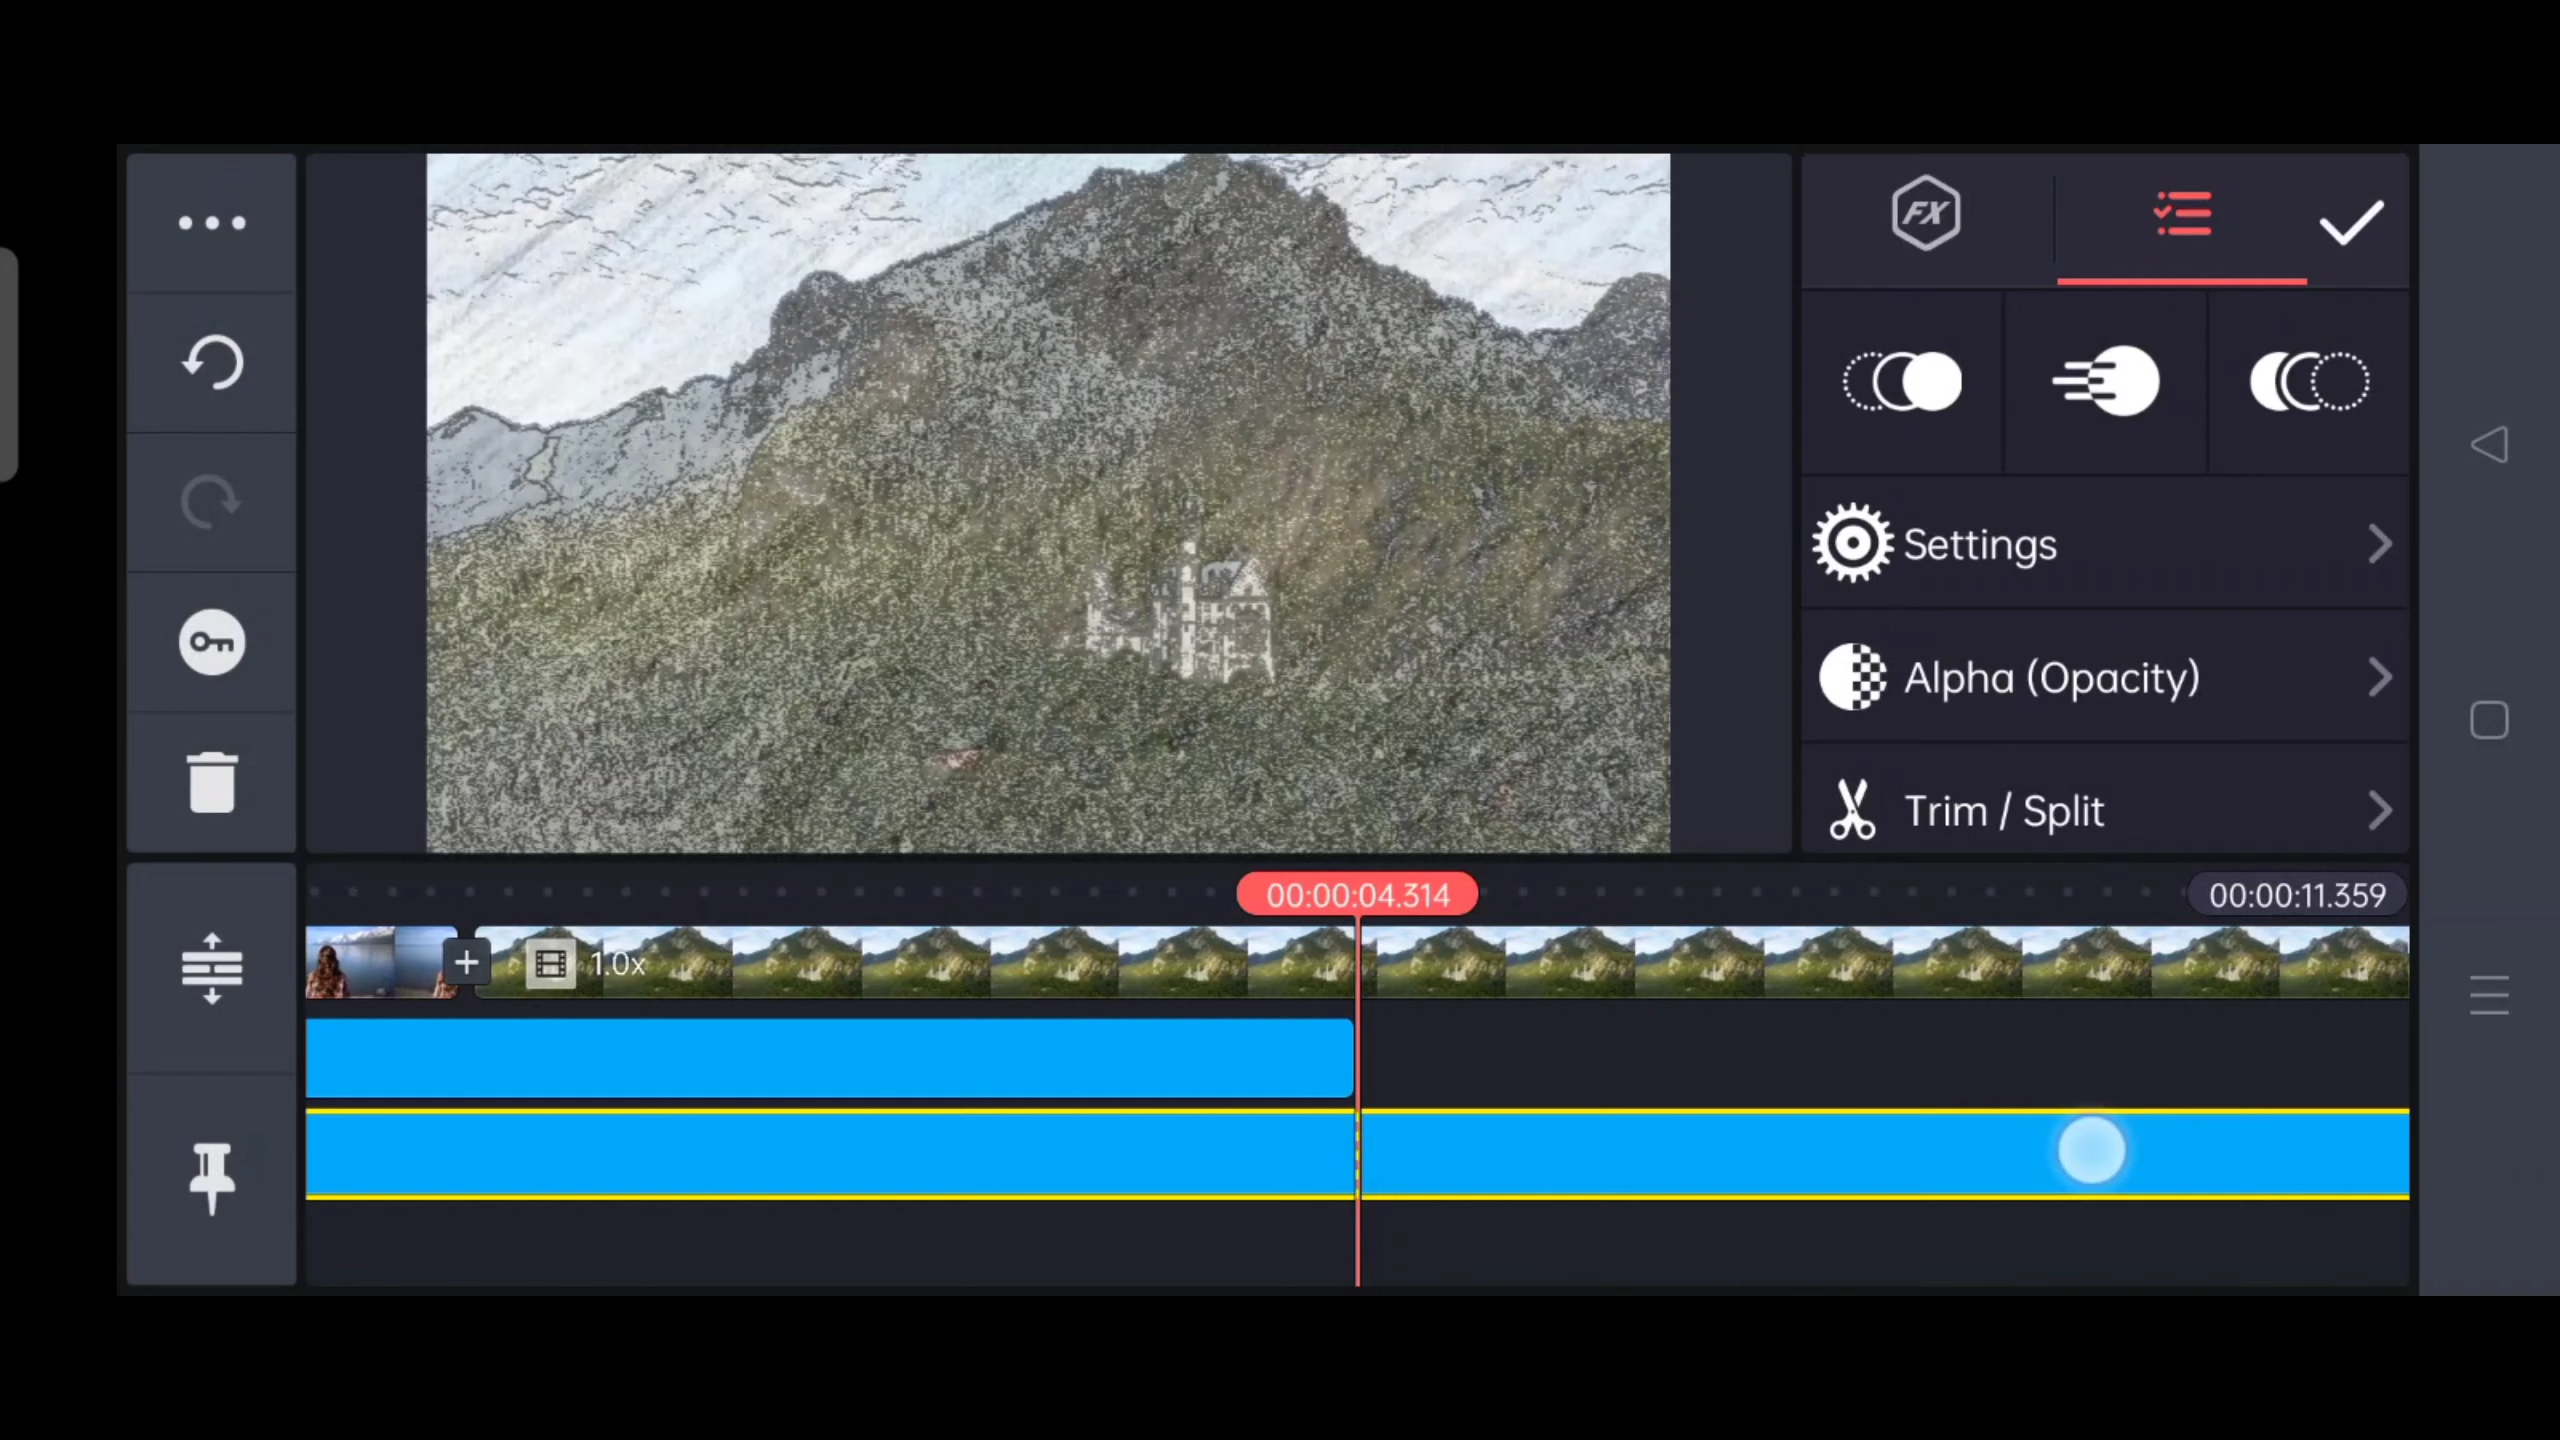 FX
Settings
Alpha (Opacity)
Trim / Split
00:00:04.314
00:00:11.359
1.0x